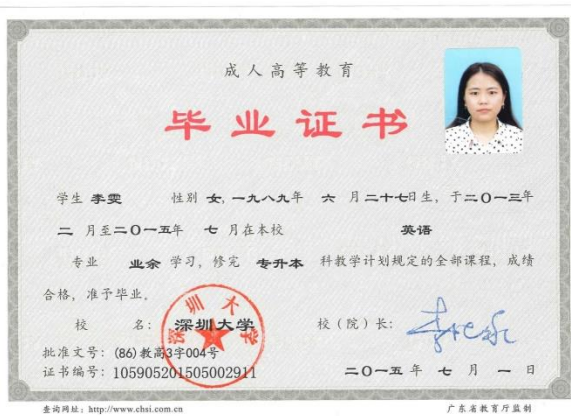 成人高等教育
毕业证书
学生 李雯 性别 女, 一九八九年 六 月二十七日生, 于二〇一三年
二 月至二〇一五年 七 月在本校 英语
专业 业余 学习, 修完 专升本 科教学计划规定的全部课程, 成绩
合格, 准予毕业。
校 名: 深圳大学 校(院)长:
深圳大学
批准文号: (86)教高3字004号
证书编号: 105905201505002911 二〇一五年 七 月 一 日
查询网址: http://www.chsi.com.cn 广东省教育厅监制